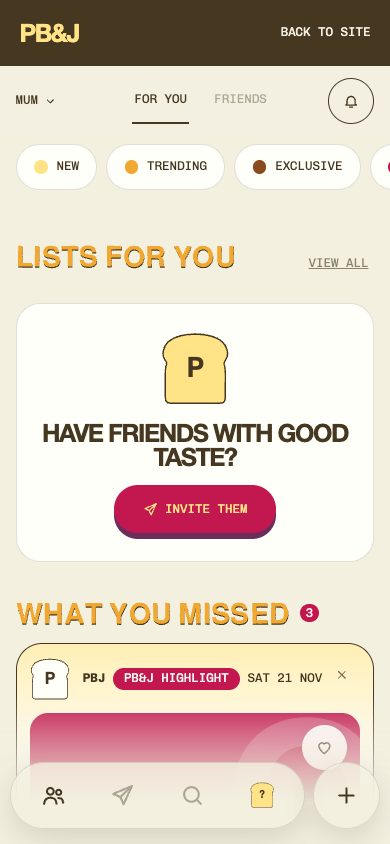 PB&J
BACK TO SITE
MUM
FOR YOU
FRIENDS
NEW
TRENDING
EXCLUSIVE
LISTS FOR YOU
VIEW ALL
P
HAVE FRIENDS WITH GOOD
TASTE?
INVITE THEM
WHAT YOU MISSED 3
P
PBJ
PB&J HIGHLIGHT
SAT 21 NOV
?